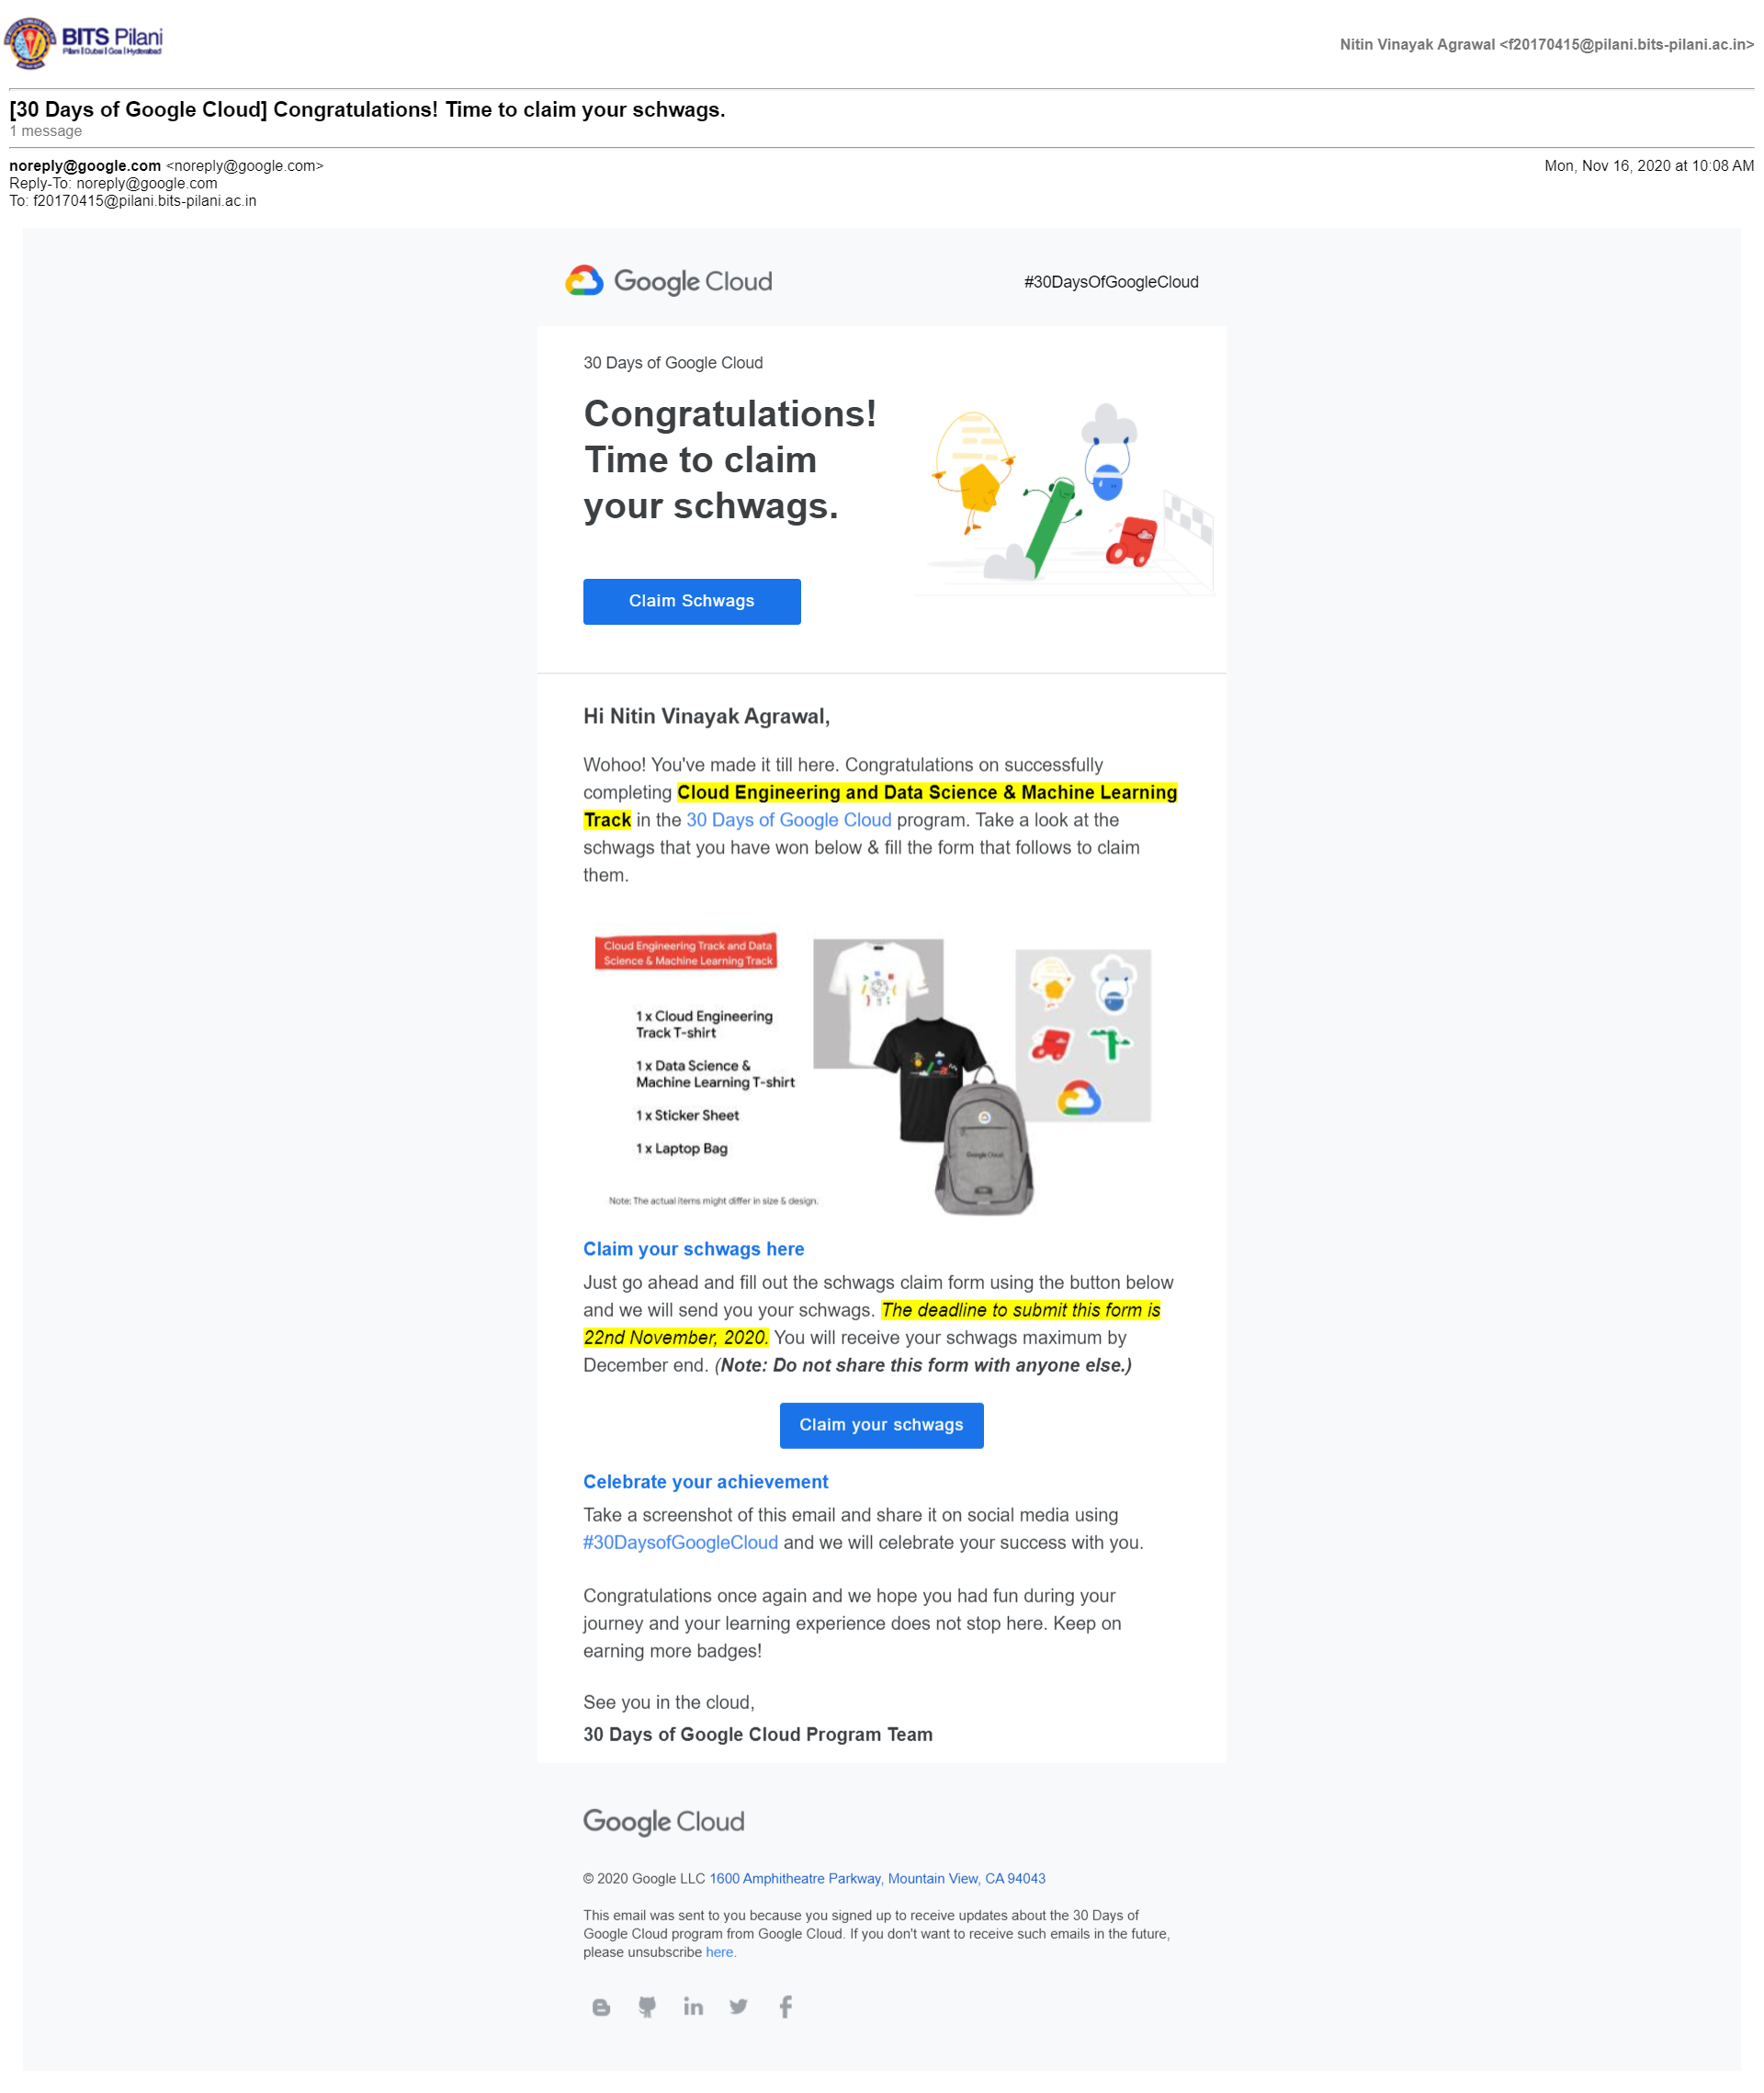 BITS Pilani
Pilani | Dubai | Goa | Hyderabad
Nitin Vinayak Agrawal <f20170415@pilani.bits-pilani.ac.in>
[30 Days of Google Cloud] Congratulations! Time to claim your schwags.
1 message
noreply@google.com <noreply@google.com>
Mon, Nov 16, 2020 at 10:08 AM
Reply-To: noreply@google.com
To: f20170415@pilani.bits-pilani.ac.in
Google Cloud
#30DaysOfGoogleCloud
30 Days of Google Cloud
Congratulations!
Time to claim
your schwags.
Claim Schwags
Hi Nitin Vinayak Agrawal,
Wohoo! You've made it till here. Congratulations on successfully
completing Cloud Engineering and Data Science & Machine Learning
Track in the 30 Days of Google Cloud program. Take a look at the
schwags that you have won below & fill the form that follows to claim
them.
Cloud Engineering Track and Data
Science & Machine Learning Track
1 x Cloud Engineering
Track T-shirt
1 x Data Science &
Machine Learning T-shirt
1 x Sticker Sheet
1 x Laptop Bag
Google Cloud
Note: The actual items might differ in size & design.
Claim your schwags here
Just go ahead and fill out the schwags claim form using the button below
and we will send you your schwags. The deadline to submit this form is
22nd November, 2020. You will receive your schwags maximum by
December end. (Note: Do not share this form with anyone else.)
Claim your schwags
Celebrate your achievement
Take a screenshot of this email and share it on social media using
#30DaysofGoogleCloud and we will celebrate your success with you.
Congratulations once again and we hope you had fun during your
journey and your learning experience does not stop here. Keep on
earning more badges!
See you in the cloud,
30 Days of Google Cloud Program Team
Google Cloud
© 2020 Google LLC 1600 Amphitheatre Parkway, Mountain View, CA 94043
This email was sent to you because you signed up to receive updates about the 30 Days of
Google Cloud program from Google Cloud. If you don't want to receive such emails in the future,
please unsubscribe here.